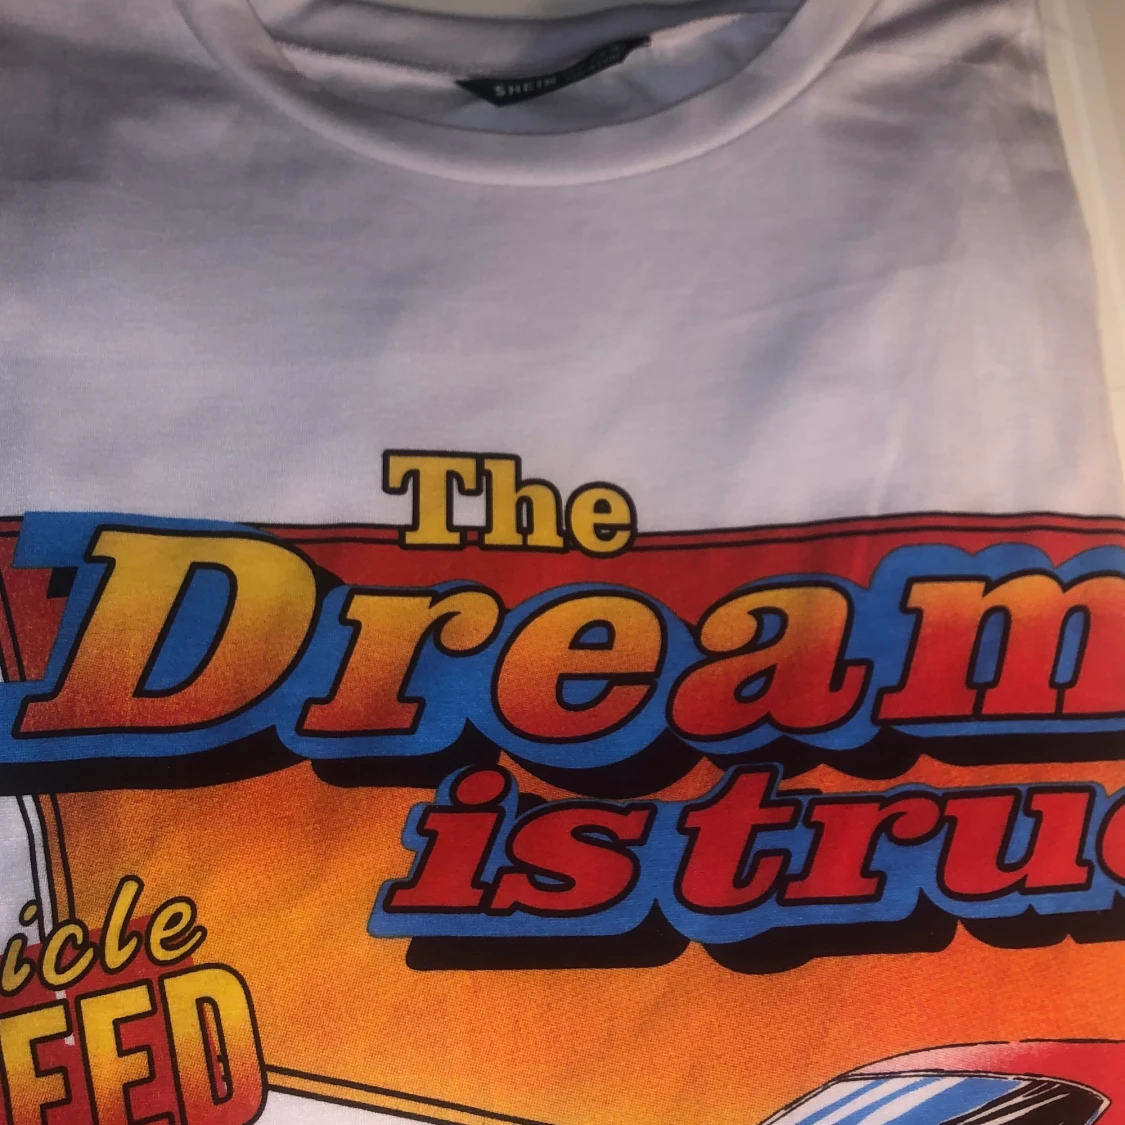 SHEIN
The
Dream
is tru
icle
EED